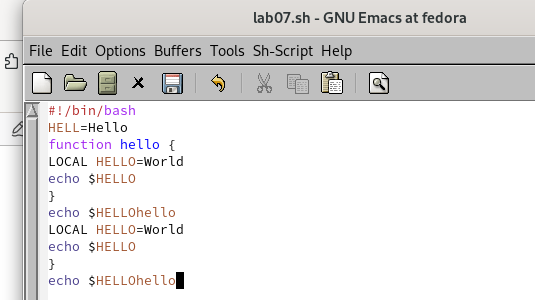 lab07.sh - GNU Emacs at fedora
File Edit Options Buffers Tools Sh-Script Help
#!/bin/bash
HELL=Hello
function hello {
LOCAL HELLO=World
echo $HELLO
}
echo $HELLOhello
LOCAL HELLO=World
echo $HELLO
}
echo $HELLOhello